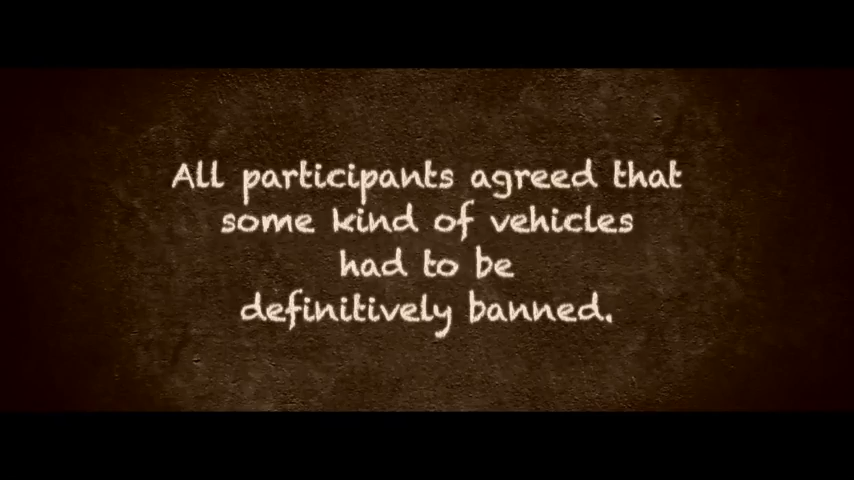 All participants agreed that
some kind of vehicles
had to be
definitively banned.